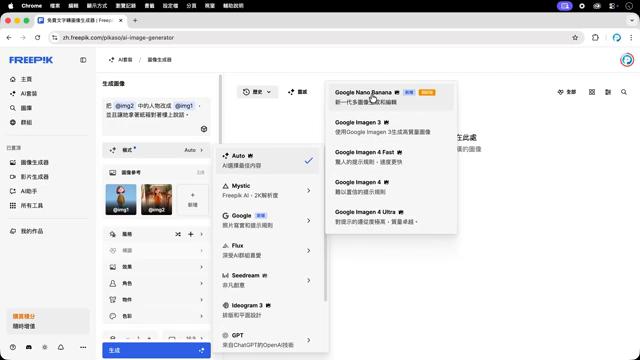 Chrome 檔案 編輯 顯示方式 瀏覽記錄 書籤 設定檔 分頁 視窗 輔助說明
免費文字轉圖像生成器 | Freepik
zh.freepik.com/pikaso/ai-image-generator
FREEPIK
AI套裝 / 圖像生成器
主頁
AI套裝
圖庫
群組
已置頂
圖像生成器
影片生成器
AI助手
所有工具
我的作品
購買積分
隨時增值
生成圖像
把 @img2 中的人物改成 @img1 ,
並且讓她拿著紙箱對著樓上說話。
模式 Auto
圖像參考
@img1
@img2
新增
風格
構圖
效果
角色
物件
色彩
生成
歷史
靈感
全部
Auto
AI選擇最佳內容
Mystic
Freepik AI,2K解析度
Google 新增
照片寫實和提示規則
Flux
深受AI群組喜愛
Seedream
非凡創意
Ideogram 3
排版和平面設計
GPT
來自ChatGPT的OpenAI技術
Google Nano Banana 新增
新一代多圖像生成和編輯
Google Imagen 3
使用Google Imagen 3生成高質量圖像
Google Imagen 4 Fast
驚人的提示規則,速度更快
Google Imagen 4
難以置信的提示規則
Google Imagen 4 Ultra
對提示的遵從度極高,質量卓越。
在此處
的圖像